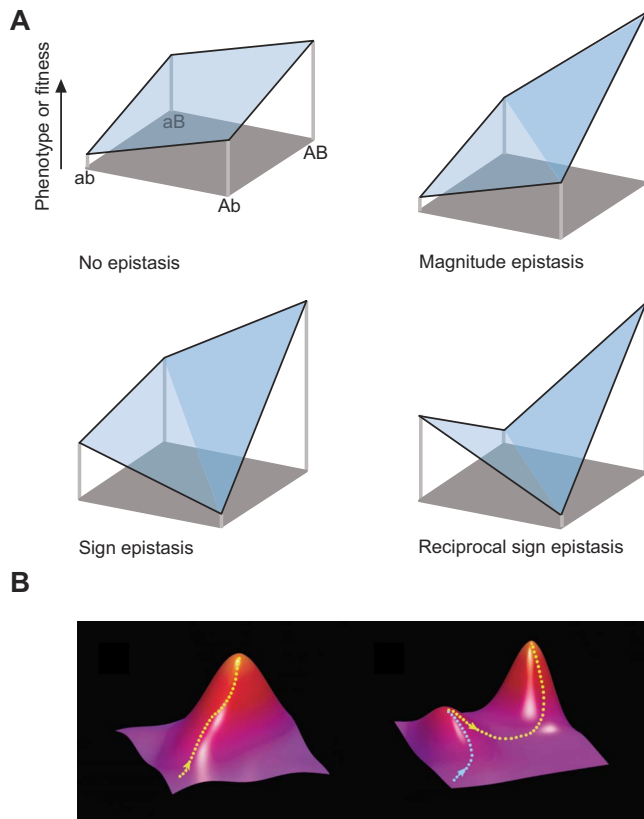 A
Phenotype or fitness
aB
ab
AB
Ab
No epistasis
Magnitude epistasis
Sign epistasis
Reciprocal sign epistasis
B